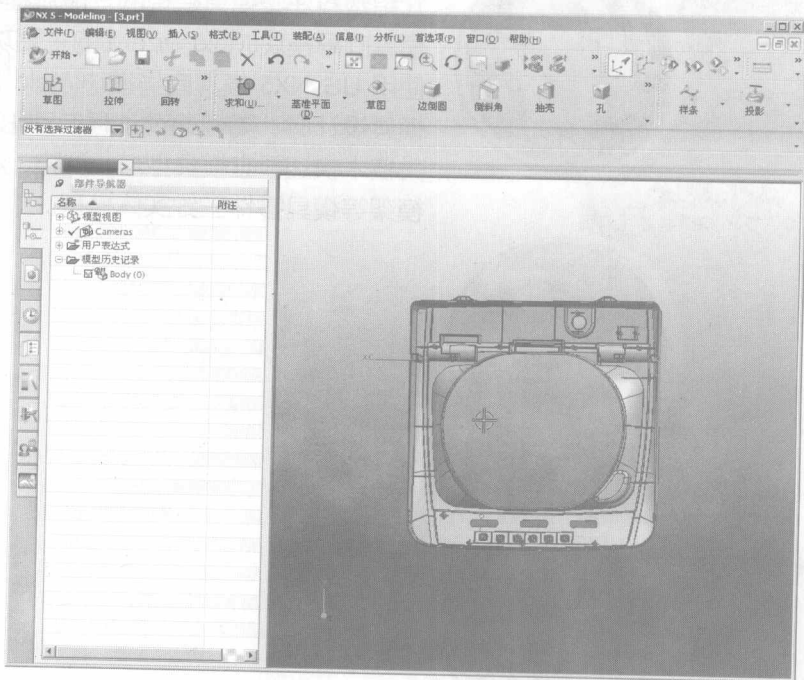 NX 5 - Modeling - [3.prt]
文件(F) 编辑(E) 视图(V) 插入(S) 格式(R) 工具(T) 装配(A) 信息(I) 分析(L) 首选项(P) 窗口(O) 帮助(H)
开始
草图 拉伸 回转 求和(U)... 基准平面(D)... 草图 边倒圆 倒斜角 抽壳 孔 样条 投影
没有选择过滤器
部件导航器
名称 附注
模型视图
Cameras
用户表达式
模型历史记录
Body (0)
XC